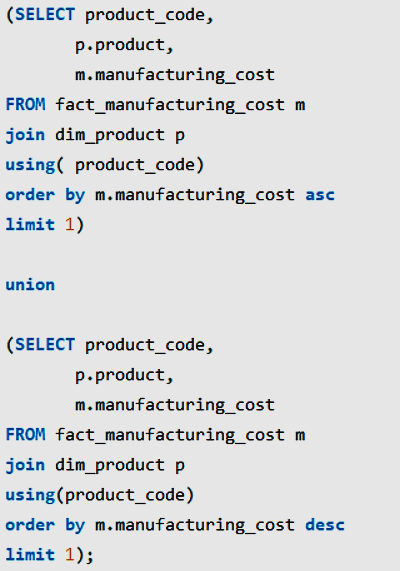 (SELECT product_code,
p.product,
m.manufacturing_cost
FROM fact_manufacturing_cost m
join dim_product p
using( product_code)
order by m.manufacturing_cost asc
limit 1)
union
(SELECT product_code,
p.product,
m.manufacturing_cost
FROM fact_manufacturing_cost m
join dim_product p
using(product_code)
order by m.manufacturing_cost desc
limit 1);